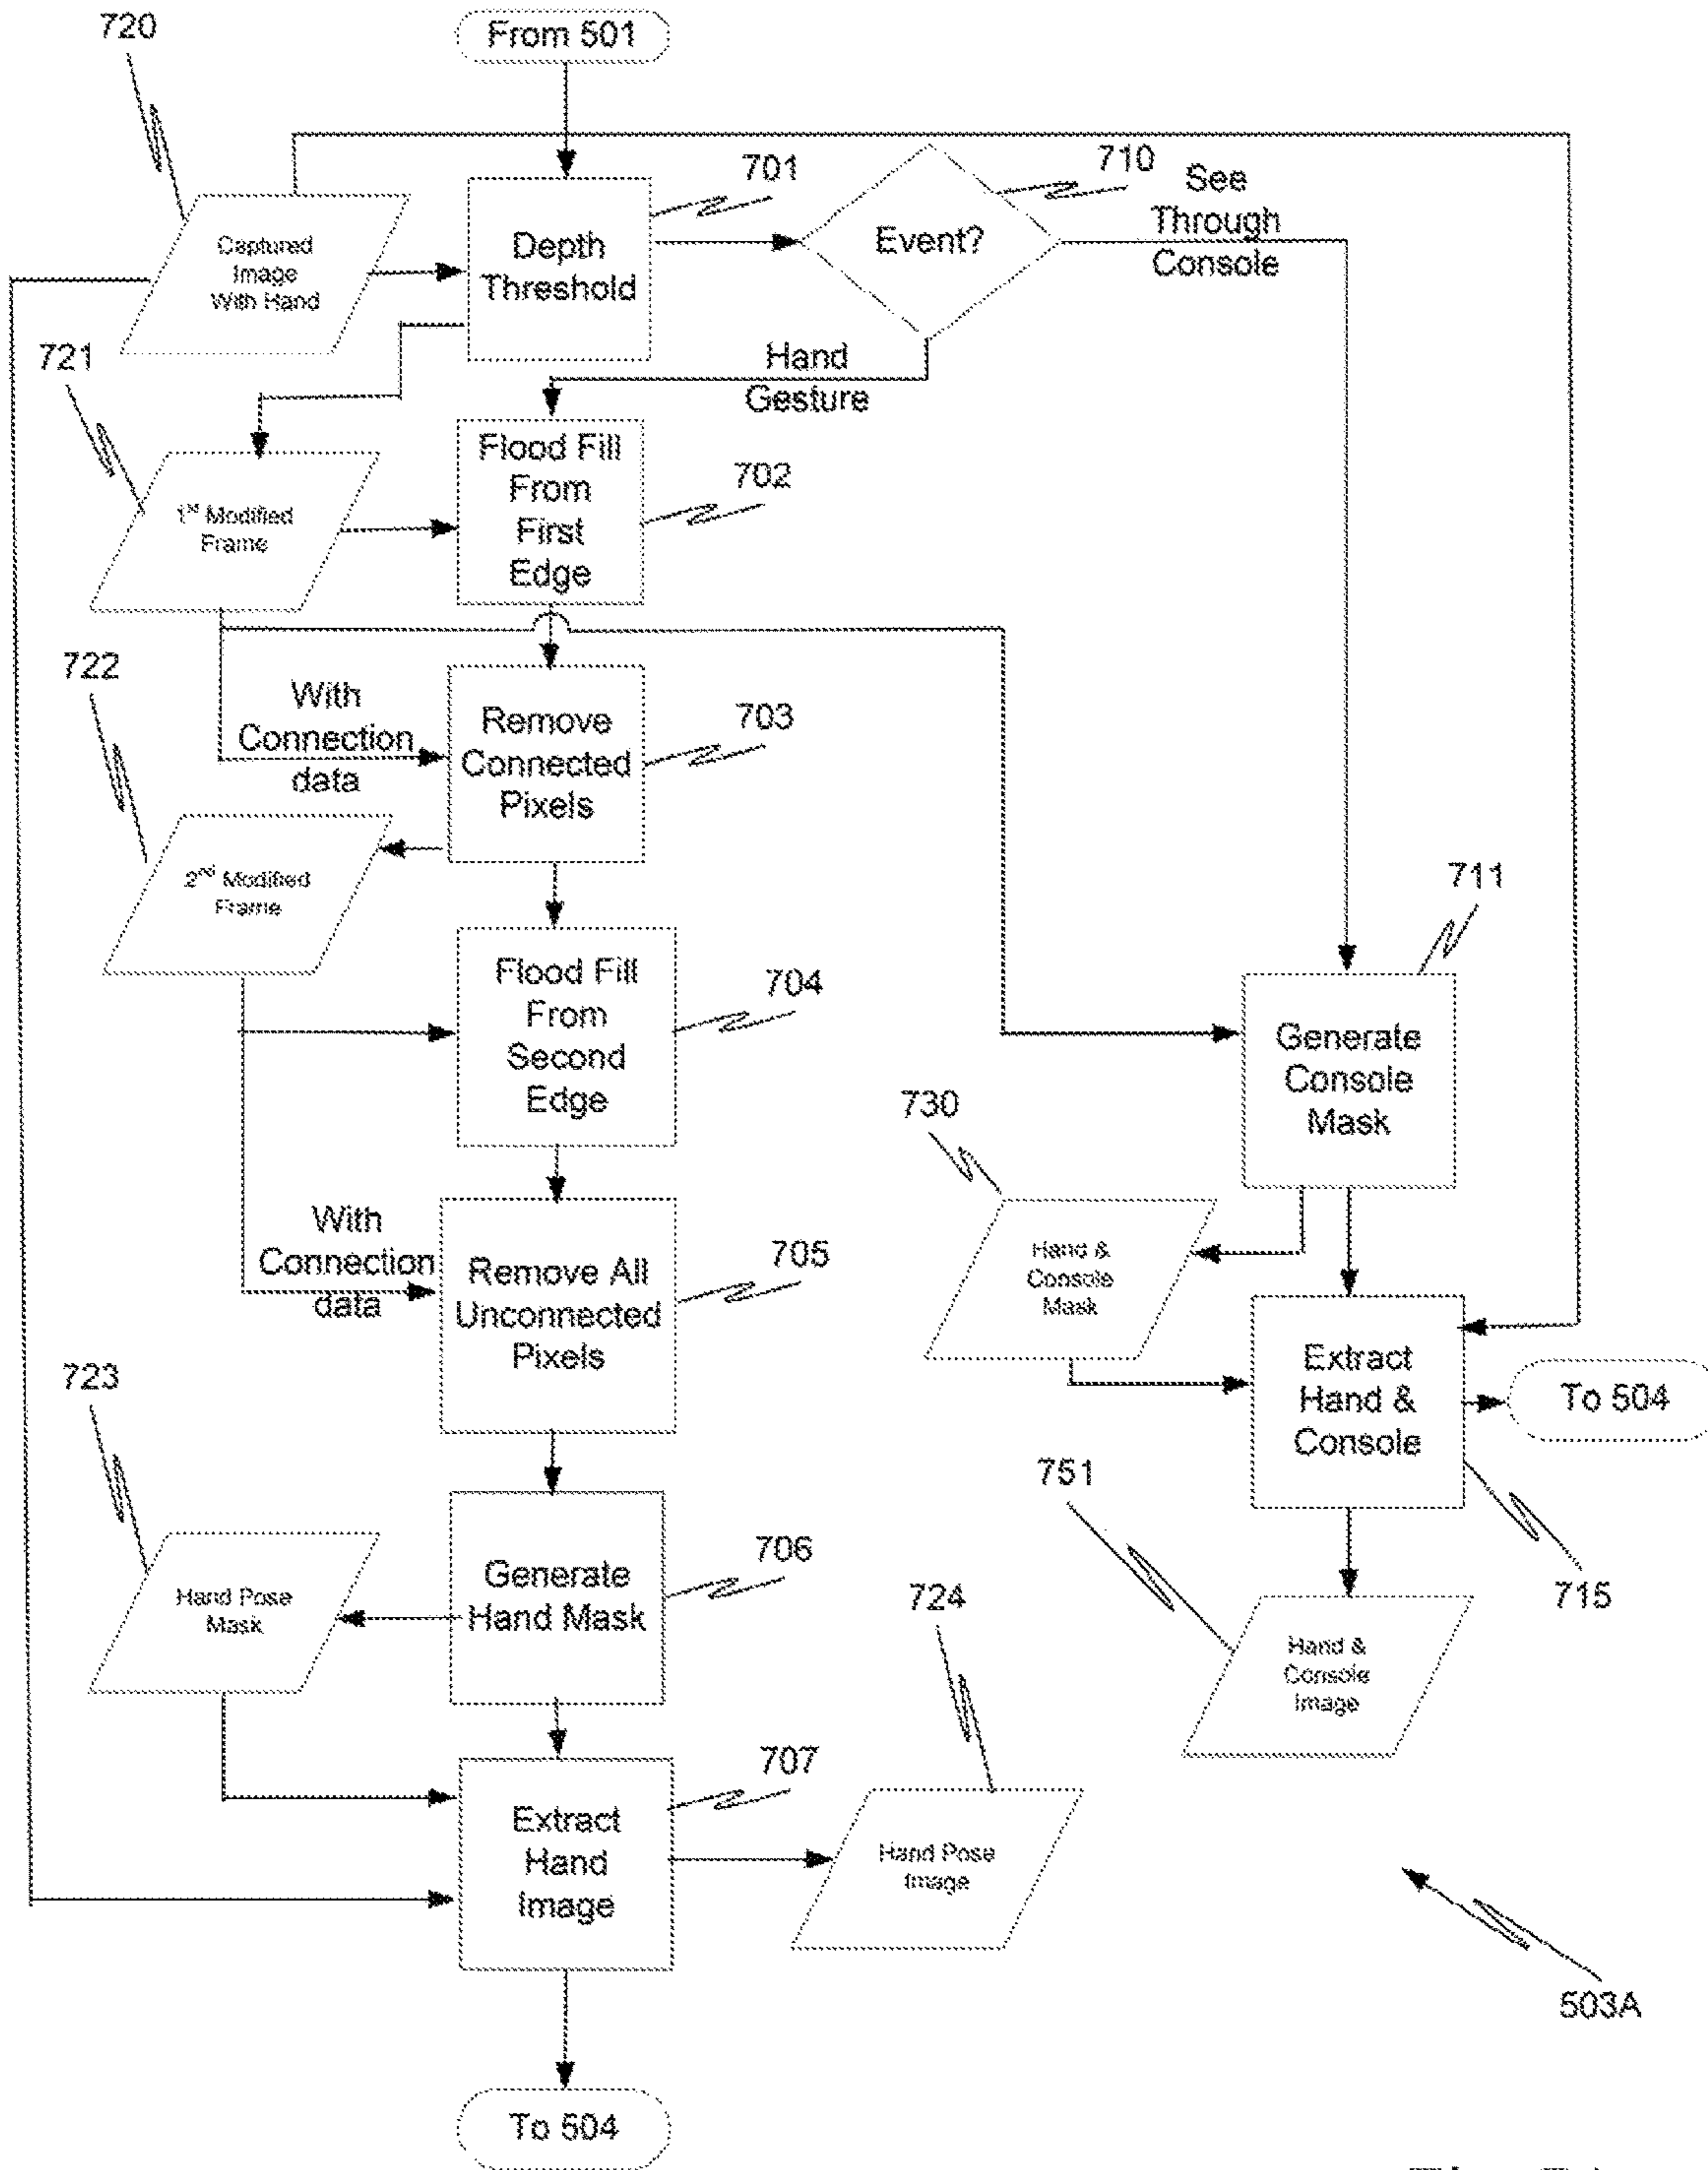 720
From 501
701
710
See
Through
Console
Captured
Image
With Hand
Depth
Threshold
Event?
721
Hand
Gesture
1st Modified
Frame
Flood Fill
From
First
Edge
702
722
With
Connection
data
Remove
Connected
Pixels
703
2nd Modified
Frame
711
Flood Fill
From
Second
Edge
704
Generate
Console
Mask
730
With
Connection
data
Remove All
Unconnected
Pixels
705
Hand &
Console
Mask
723
Extract
Hand &
Console
To 504
751
Hand Pose
Mask
Generate
Hand Mask
706
724
715
Hand &
Console
Image
707
Extract
Hand
Image
Hand Pose
Image
503A
To 504